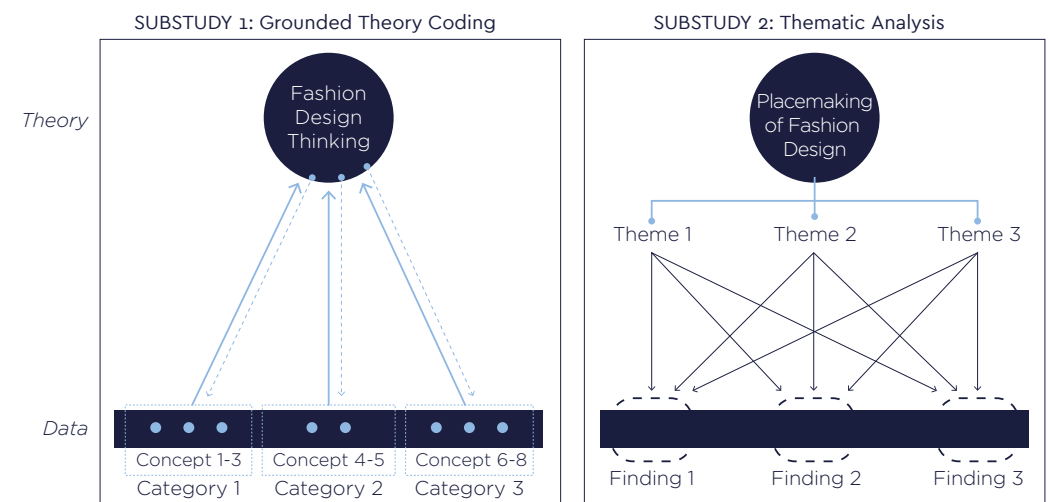 SUBSTUDY 1: Grounded Theory Coding
SUBSTUDY 2: Thematic Analysis
Theory
Fashion
Design
Thinking
Placemaking
of Fashion
Design
Theme 1
Theme 2
Theme 3
Data
Concept 1-3
Concept 4-5
Concept 6-8
Category 1
Category 2
Category 3
Finding 1
Finding 2
Finding 3